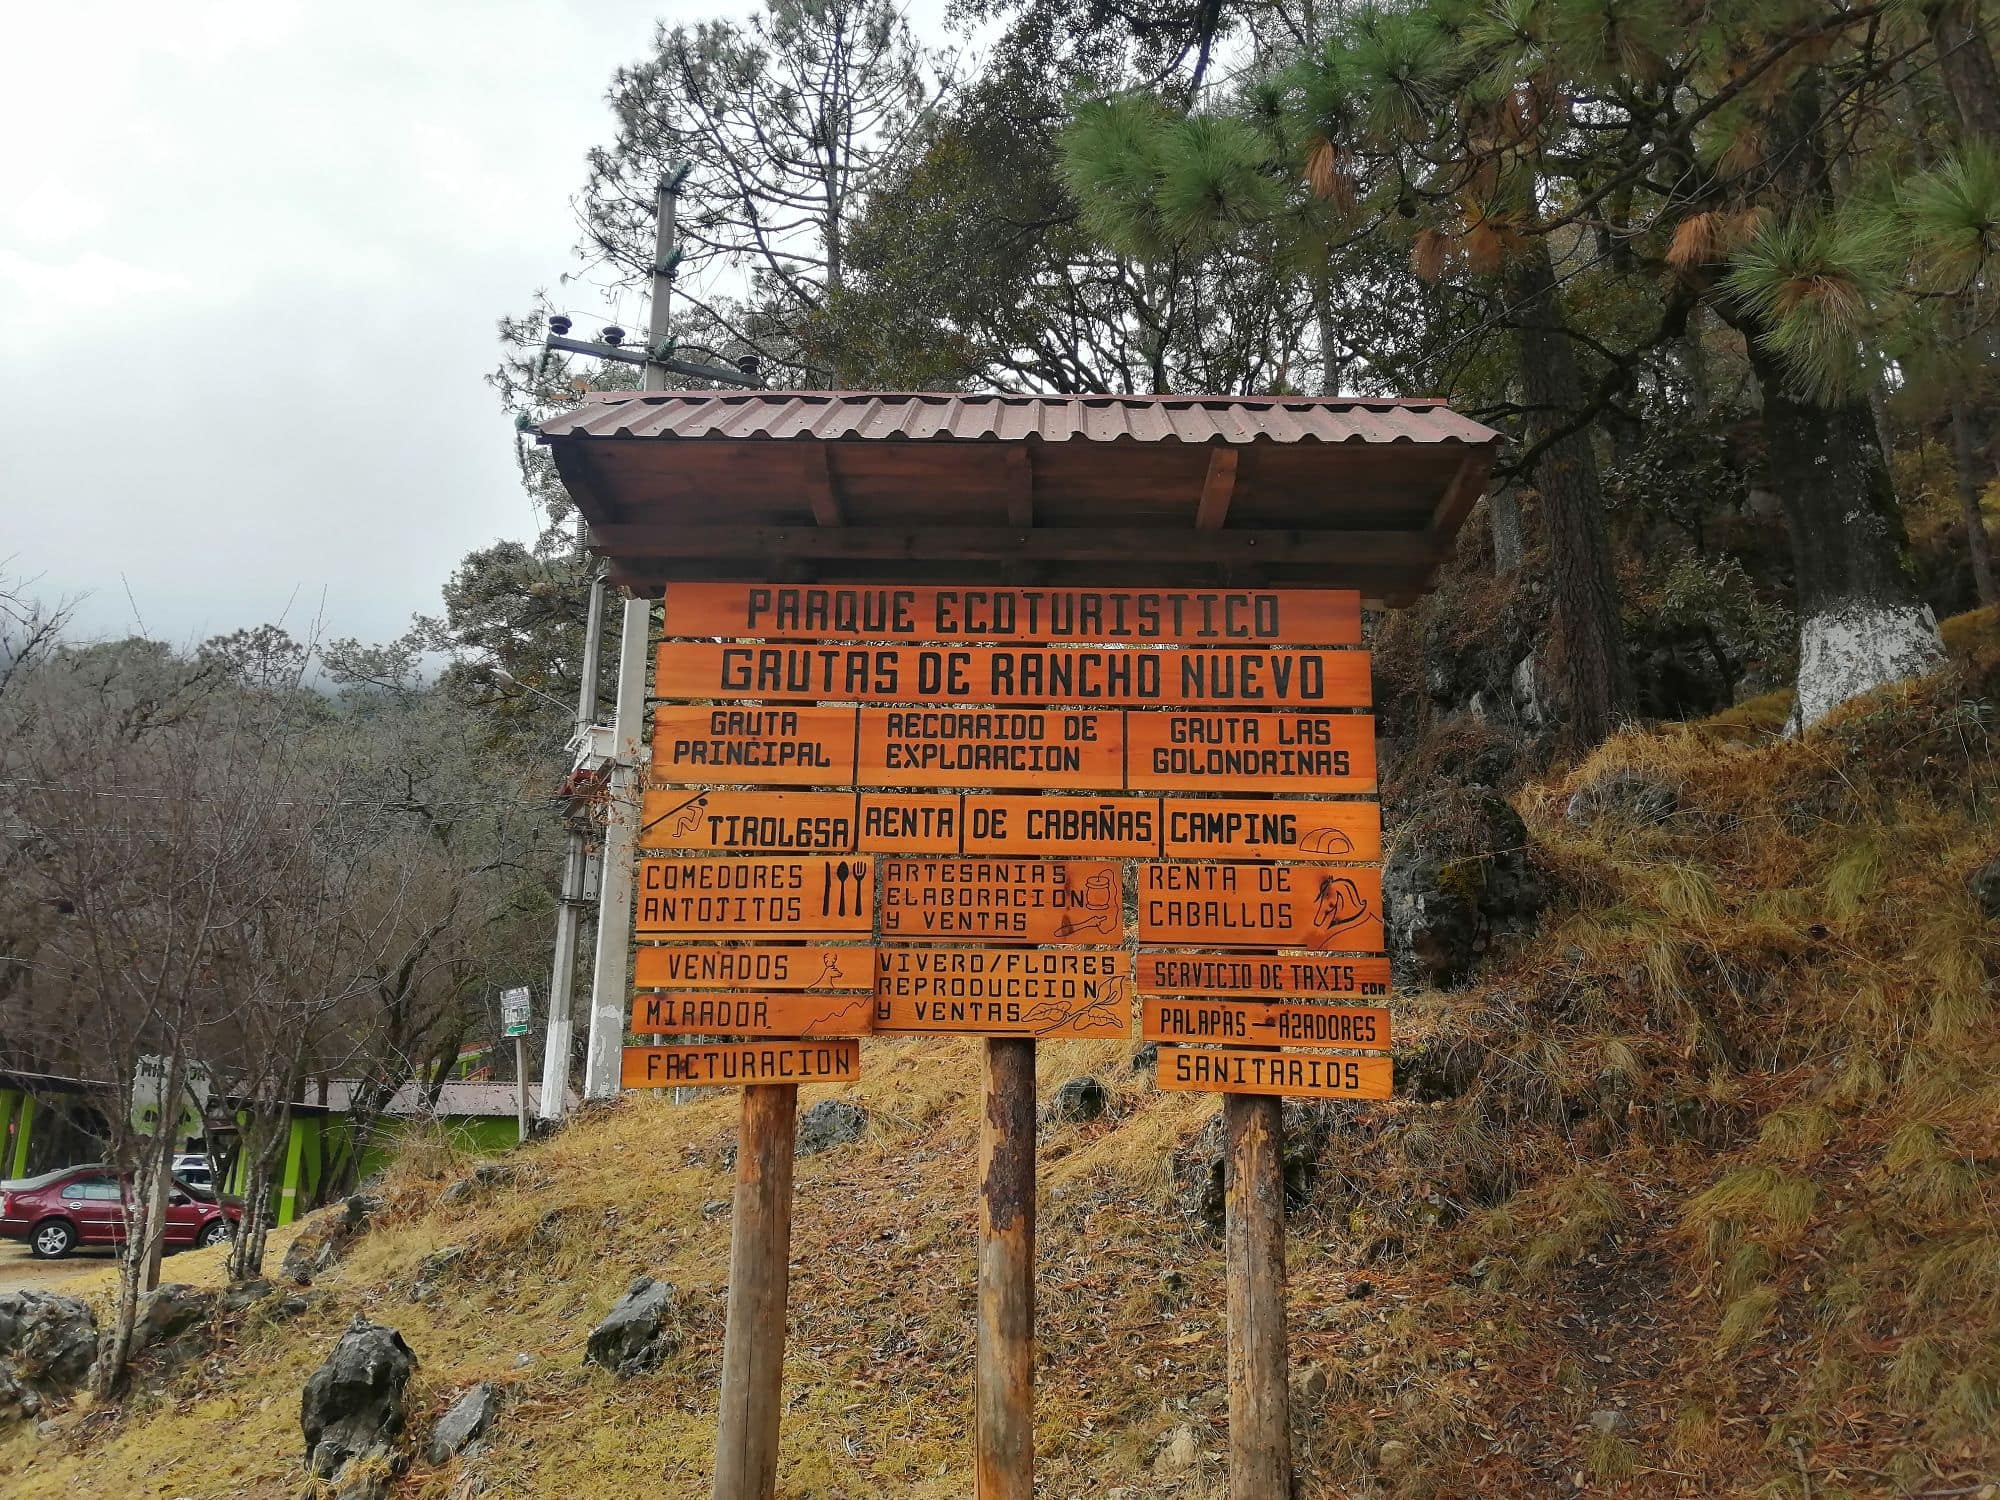 PARQUE ECOTURISTICO
GRUTAS DE RANCHO NUEVO
GRUTA
PRINCIPAL
RECORRIDO DE
EXPLORACION
GRUTA LAS
GOLONDRINAS
TIROLESA
RENTA DE CABAÑAS
CAMPING
COMEDORES
ANTOJITOS
ARTESANIAS
ELABORACION
Y VENTAS
RENTA DE
CABALLOS
VENADOS
MIRADOR
VIVERO/FLORES
REPRODUCCION
Y VENTAS
SERVICIO DE TAXIS COR
PALAPAS—ASADORES
FACTURACION
SANITARIOS